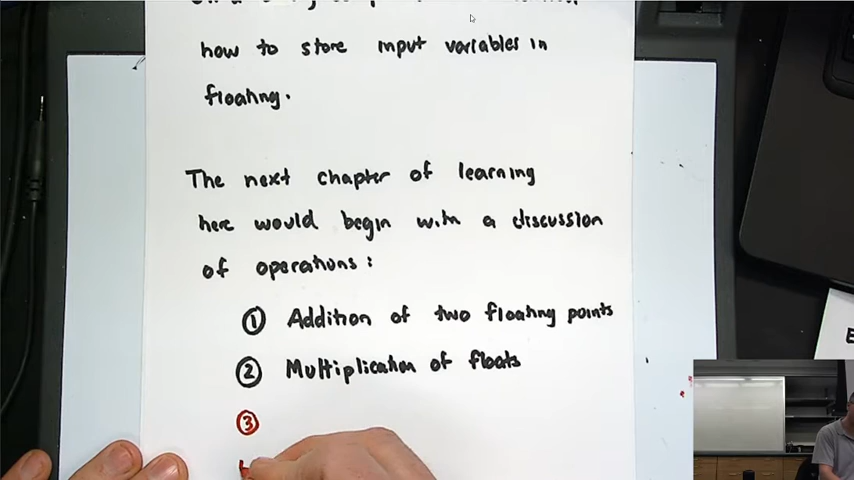 how to store input variables in
floating.
The next chapter of learning
here would begin with a discussion
of operations:
① Addition of two floating points
② Multiplication of floats
③